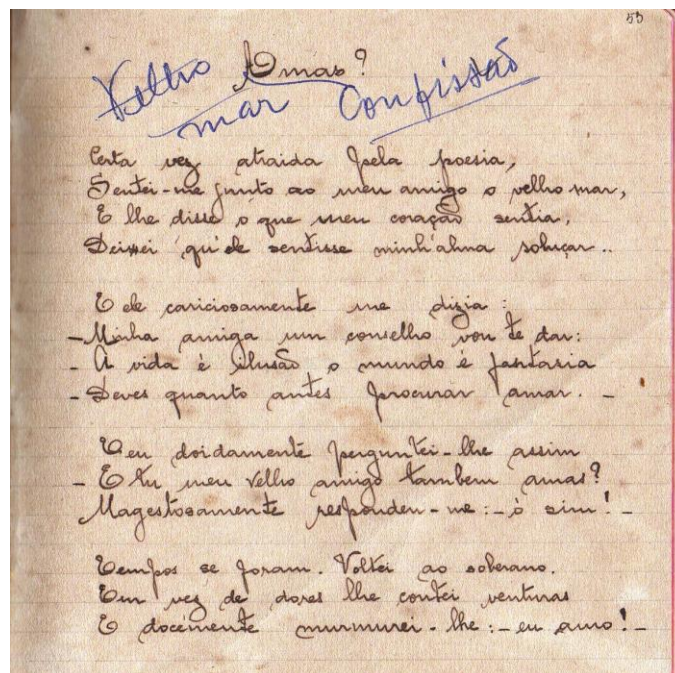 53
Amas?
Velho
mar Confissão
Certa vez atraida pela poesia,
Sentei-me junto ao meu amigo o velho mar,
E lhe disse o que meu coração sentia,
Deixei qu'ele sentisse minh'alma soluçar..
E ele cariciosamente me dizia:
- Minha amiga um conselho vou te dar:
- A vida é ilusão o mundo é fantasia
- Deves quanto antes procurar amar. -
E eu doidamente perguntei-lhe assim
- E tu meu velho amigo tambem amas?
Magestosamente respondeu-me:- ó sim! -
Tempos se foram. Voltei ao soberano.
Em vez de dores lhe contei venturas
E docemente murmurei-lhe:- eu amo! -